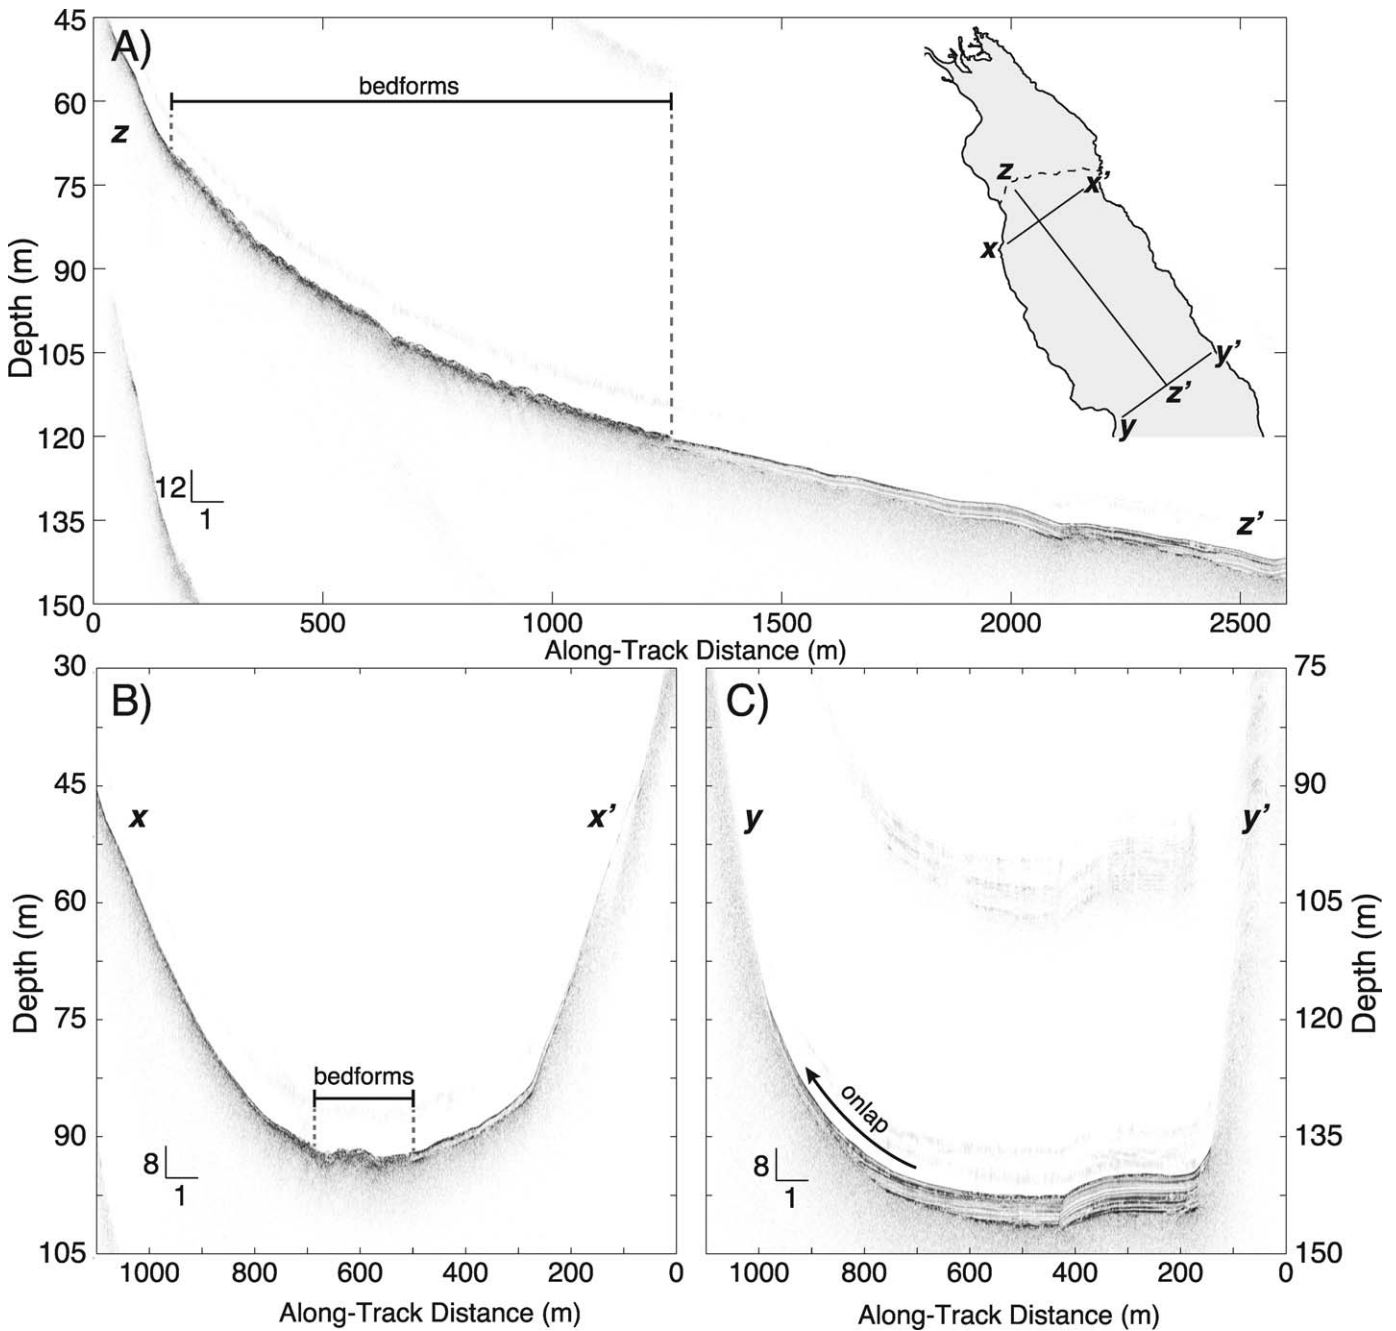 A)
45
60
75
90
105
120
135
150
Depth (m)
bedforms
z
z'
12
1
z
x'
x
y'
z'
y
0
500
1000
1500
2000
2500
Along-Track Distance (m)
B)
30
45
60
75
90
105
Depth (m)
x
x'
bedforms
8
1
1000
800
600
400
200
0
Along-Track Distance (m)
C)
75
90
105
120
135
150
Depth (m)
y
y'
onlap
8
1
1000
800
600
400
200
0
Along-Track Distance (m)